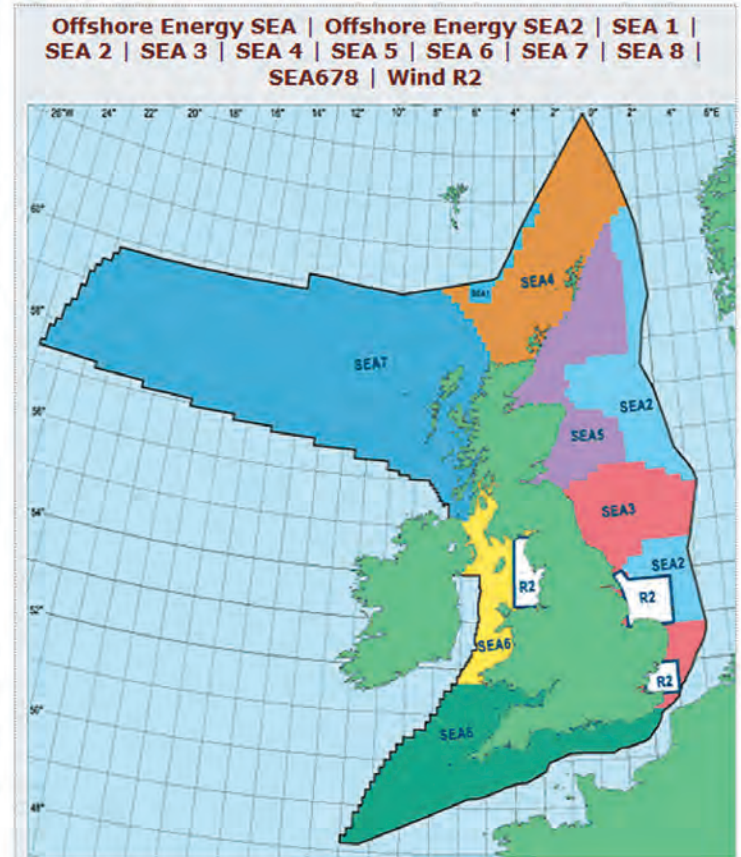 Offshore Energy SEA | Offshore Energy SEA2 | SEA 1 |
SEA 2 | SEA 3 | SEA 4 | SEA 5 | SEA 6 | SEA 7 | SEA 8 |
SEA678 | Wind R2
26°W 24° 22° 20° 18° 16° 14° 12° 10° 8° 6° 4° 2° 0° 2° 4° 6°E
60°
SEA1
SEA4
58°
SEA7
SEA2
56°
SEA5
SEA3
54°
SEA2
R2
R2
52°
SEA6
R2
50°
SEA8
48°